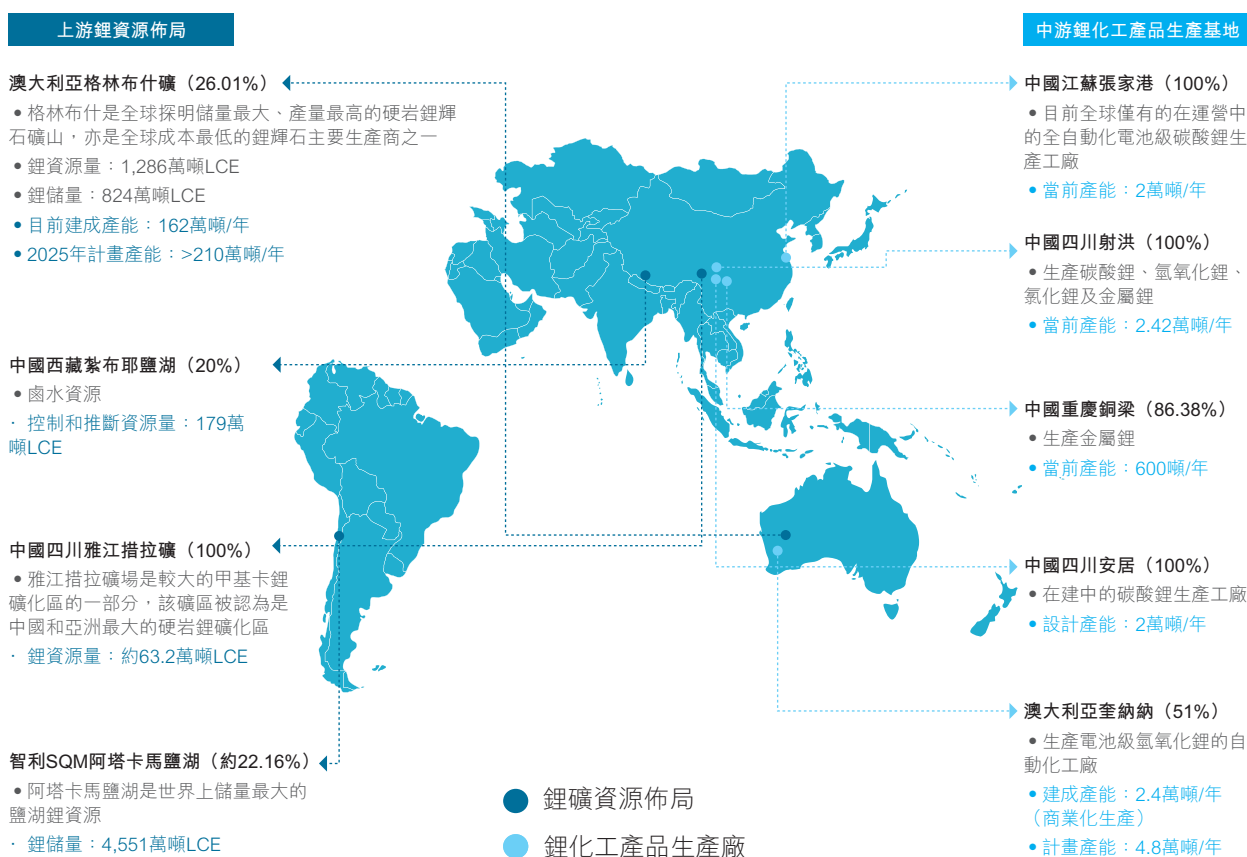 上游鋰資源佈局
澳大利亞格林布什礦（26.01%）
• 格林布什是全球探明儲量最大、產量最高的硬岩鋰輝
石礦山，亦是全球成本最低的鋰輝石主要生產商之一
• 鋰資源量：1,286萬噸LCE
• 鋰儲量：824萬噸LCE
• 目前建成產能：162萬噸/年
• 2025年計畫產能：>210萬噸/年
中國西藏紮布耶鹽湖（20%）
• 鹵水資源
· 控制和推斷資源量：179萬
噸LCE
中國四川雅江措拉礦（100%）
• 雅江措拉礦場是較大的甲基卡鋰
礦化區的一部分，該礦區被認為是
中國和亞洲最大的硬岩鋰礦化區
· 鋰資源量：約63.2萬噸LCE
智利SQM阿塔卡馬鹽湖（約22.16%）
• 阿塔卡馬鹽湖是世界上儲量最大的
鹽湖鋰資源
· 鋰儲量：4,551萬噸LCE
鋰礦資源佈局
鋰化工產品生產廠
中游鋰化工產品生產基地
中國江蘇張家港（100%）
• 目前全球僅有的在運營中
的全自動化電池級碳酸鋰生
產工廠
• 當前產能：2萬噸/年
中國四川射洪（100%）
• 生產碳酸鋰、氫氧化鋰、
氯化鋰及金屬鋰
• 當前產能：2.42萬噸/年
中國重慶銅梁（86.38%）
• 生產金屬鋰
• 當前產能：600噸/年
中國四川安居（100%）
• 在建中的碳酸鋰生產工廠
• 設計產能：2萬噸/年
澳大利亞奎納納（51%）
• 生產電池級氫氧化鋰的自
動化工廠
• 建成產能：2.4萬噸/年
（商業化生產）
• 計畫產能：4.8萬噸/年